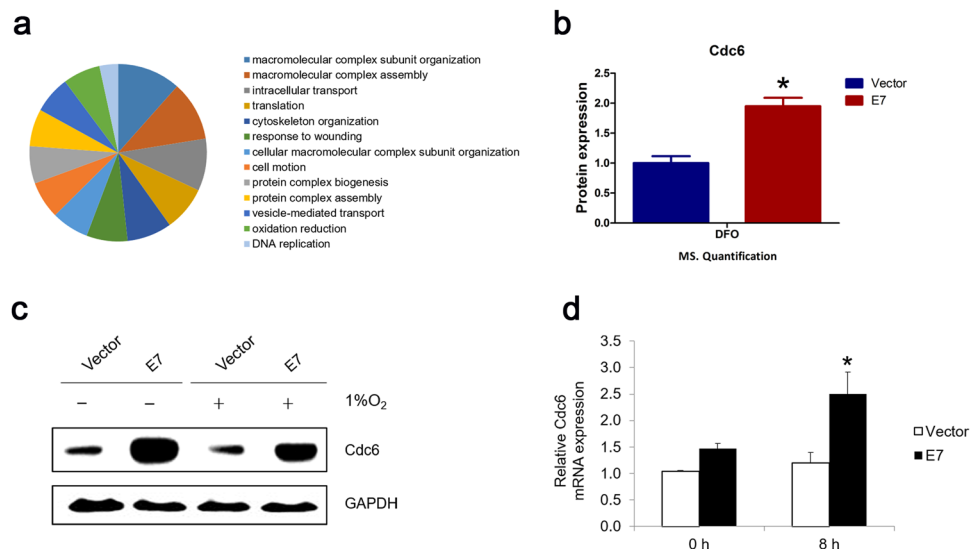 a
macromolecular complex subunit organization
macromolecular complex assembly
intracellular transport
translation
cytoskeleton organization
response to wounding
cellular macromolecular complex subunit organization
cell motion
protein complex biogenesis
protein complex assembly
vesicle-mediated transport
oxidation reduction
DNA replication
b
Cdc6
Protein expression
2.5
2.0
1.5
1.0
0.5
0.0
*
Vector
E7
DFO
MS. Quantification
c
Vector
E7
Vector
E7
− − + + 1%O₂
Cdc6
GAPDH
d
Relative Cdc6
mRNA expression
3.5
3.0
2.5
2.0
1.5
1.0
0.5
0.0
*
Vector
E7
0 h
8 h